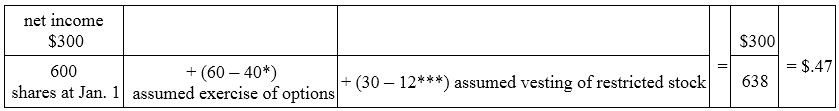 net income
$300
$300
= = $.47
600
shares at Jan. 1
+ (60 – 40*)
assumed exercise of options
+ (30 – 12***) assumed vesting of restricted stock
638